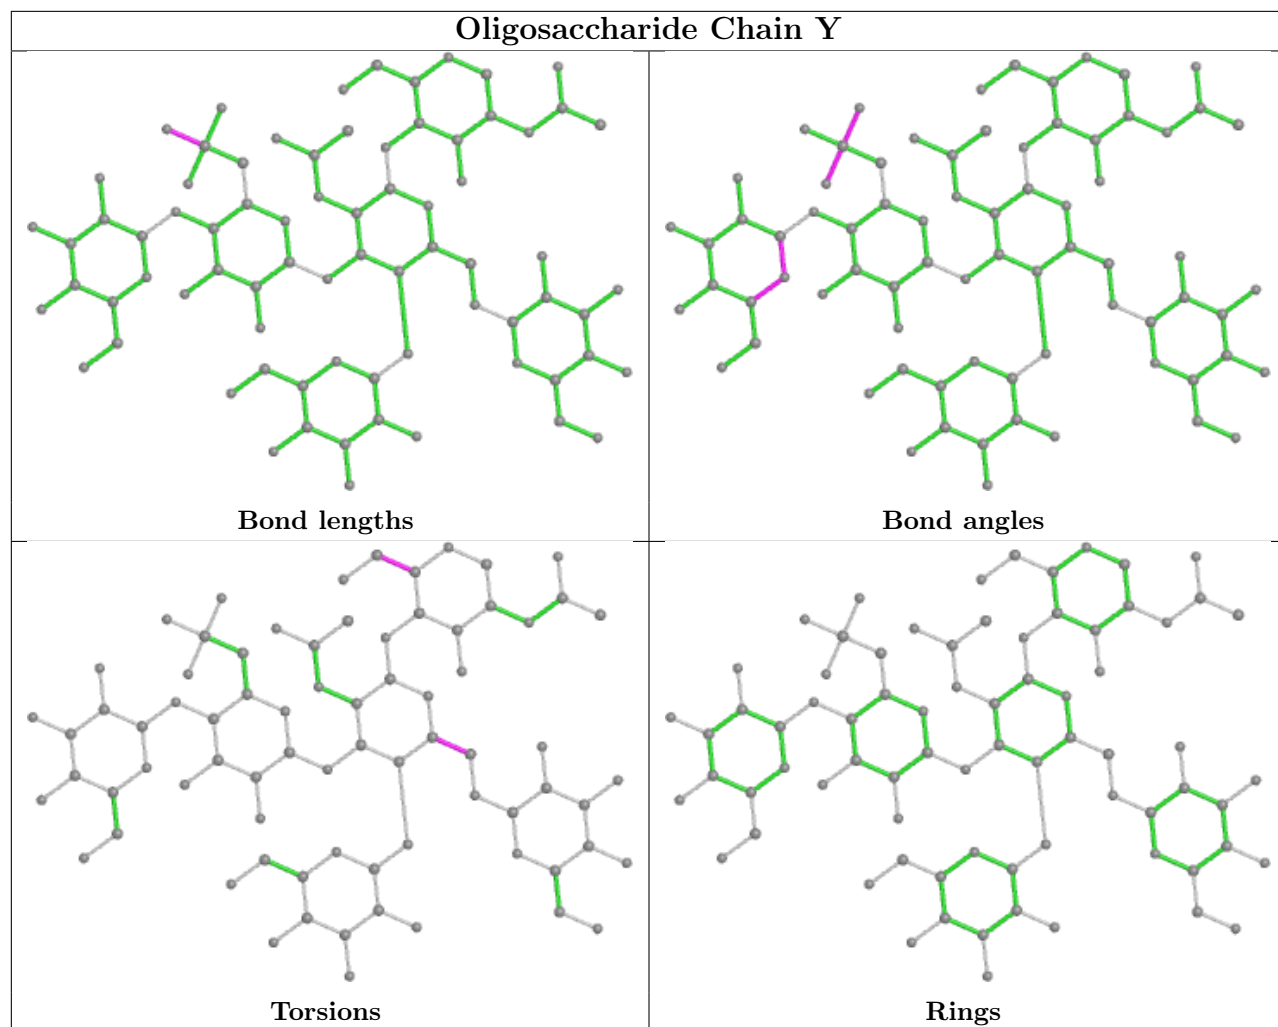 Oligosaccharide Chain Y
Bond lengths
Bond angles
Torsions
Rings